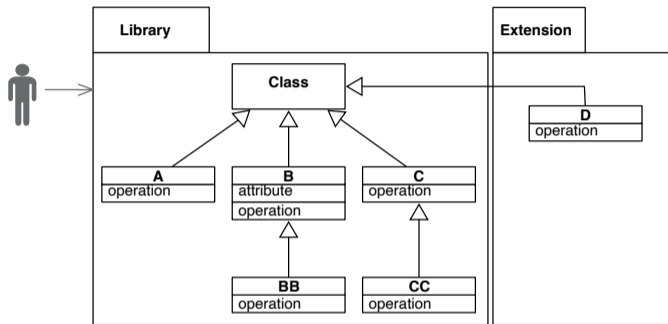 Library
Extension
Class
D
operation
A
operation
B
attribute
operation
C
operation
BB
operation
CC
operation